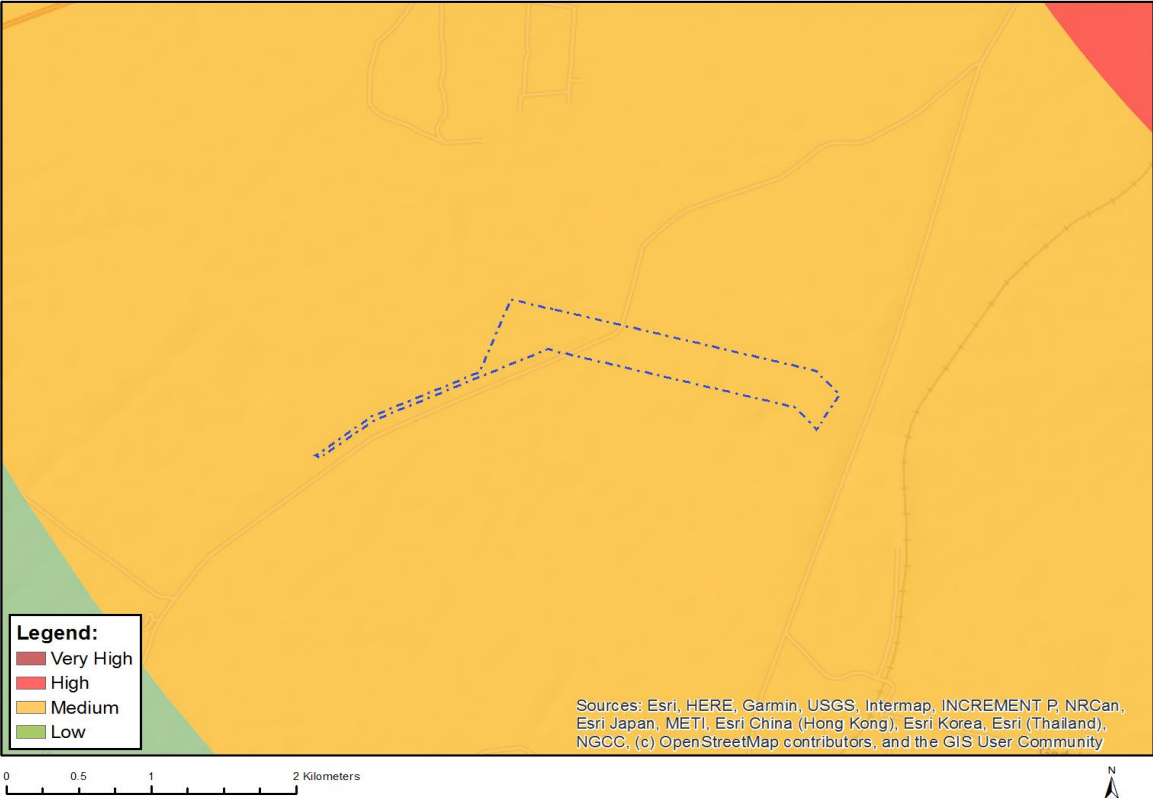 Legend:
Very High
High
Medium
Low
Sources: Esri, HERE, Garmin, USGS, Intermap, INCREMENT P, NRCan,
Esri Japan, METI, Esri China (Hong Kong), Esri Korea, Esri (Thailand),
NGCC, (c) OpenStreetMap contributors, and the GIS User Community
0 0.5 1 2 Kilometers
N